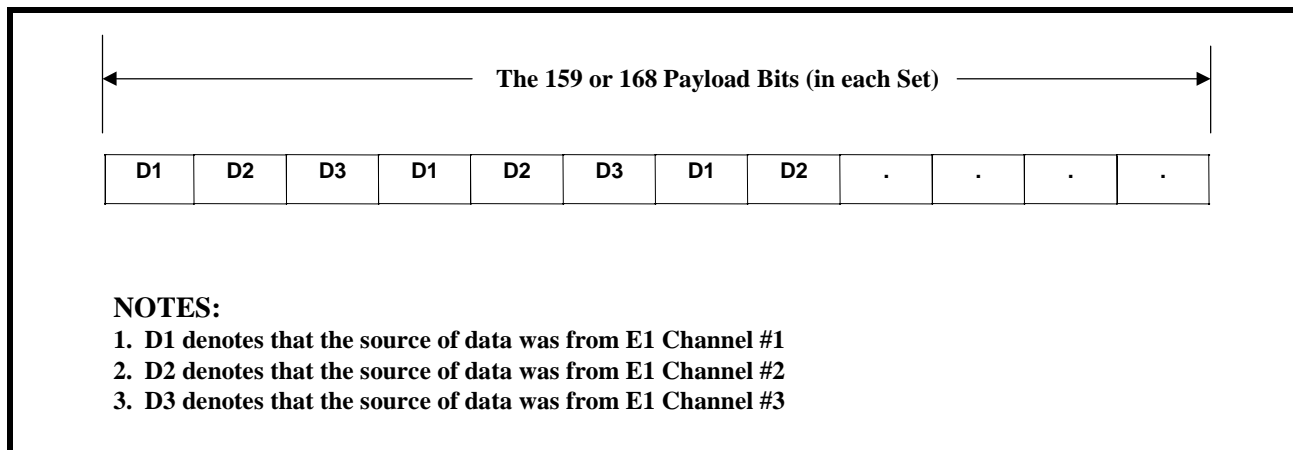 The 159 or 168 Payload Bits (in each Set)
D1 D2 D3 D1 D2 D3 D1 D2 . . . .
NOTES:
1. D1 denotes that the source of data was from E1 Channel #1
2. D2 denotes that the source of data was from E1 Channel #2
3. D3 denotes that the source of data was from E1 Channel #3